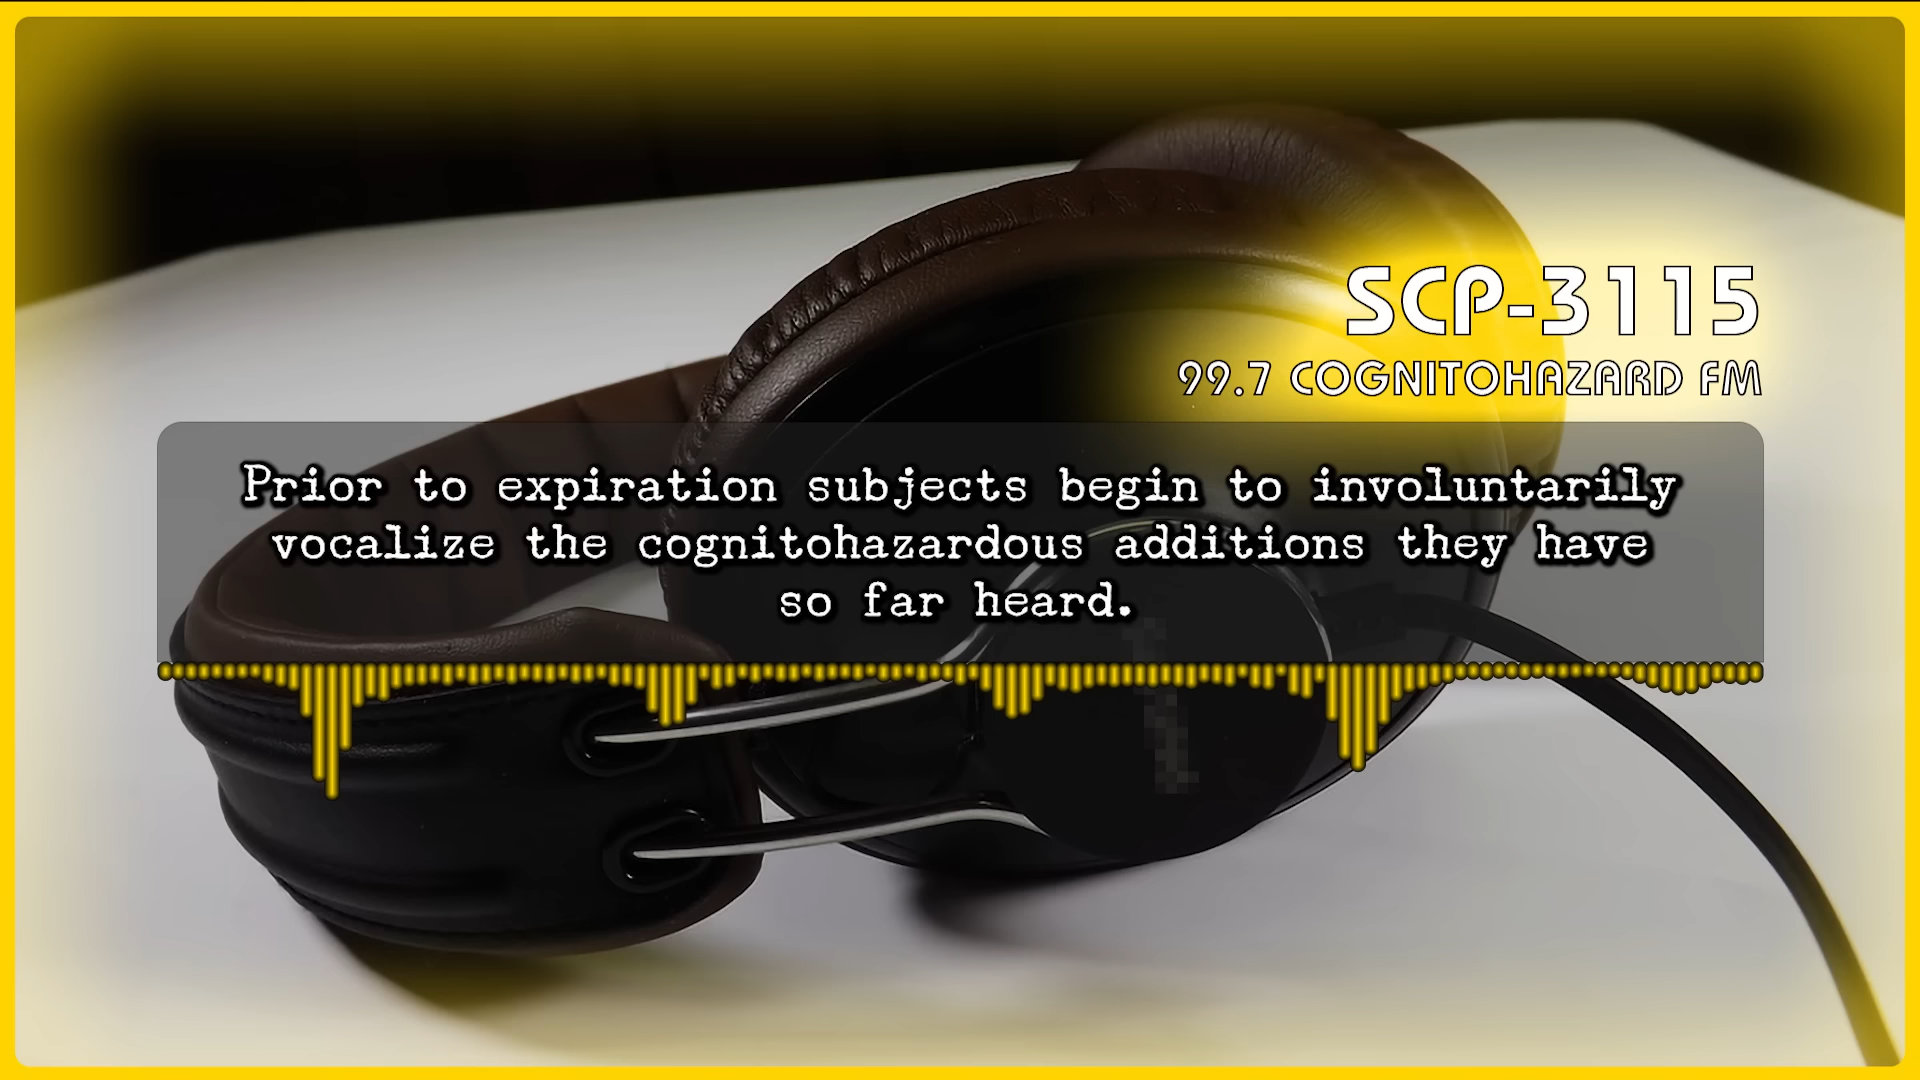 SCP-3115
99.7 COGNITOHAZARD FM
Prior to expiration subjects begin to involuntarily
vocalize the cognitohazardous additions they have
so far heard.